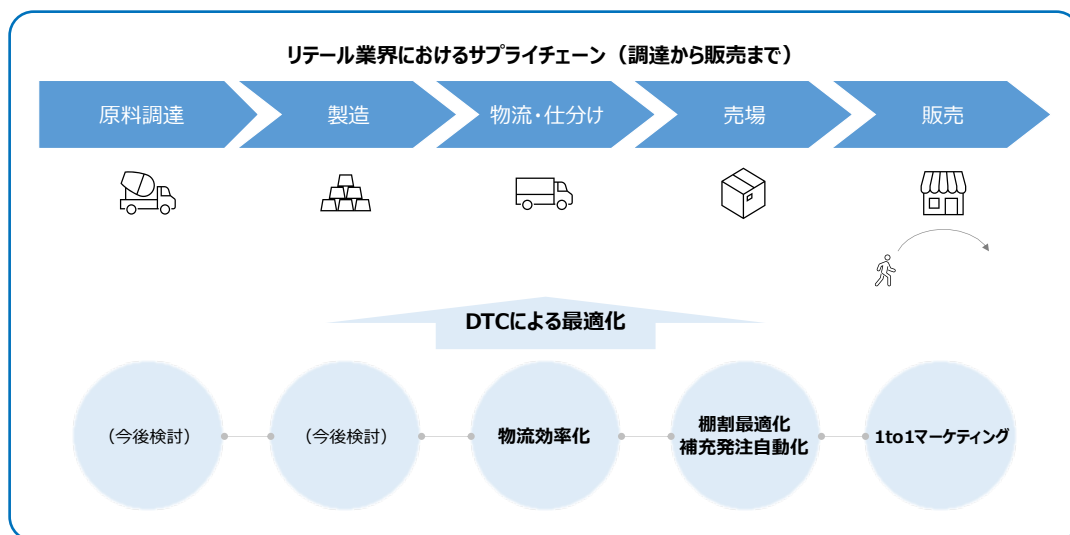 リテール業界におけるサプライチェーン（調達から販売まで）
原料調達
製造
物流・仕分け
売場
販売
DTCによる最適化
（今後検討）
（今後検討）
物流効率化
棚割最適化
補充発注自動化
1to1マーケティング